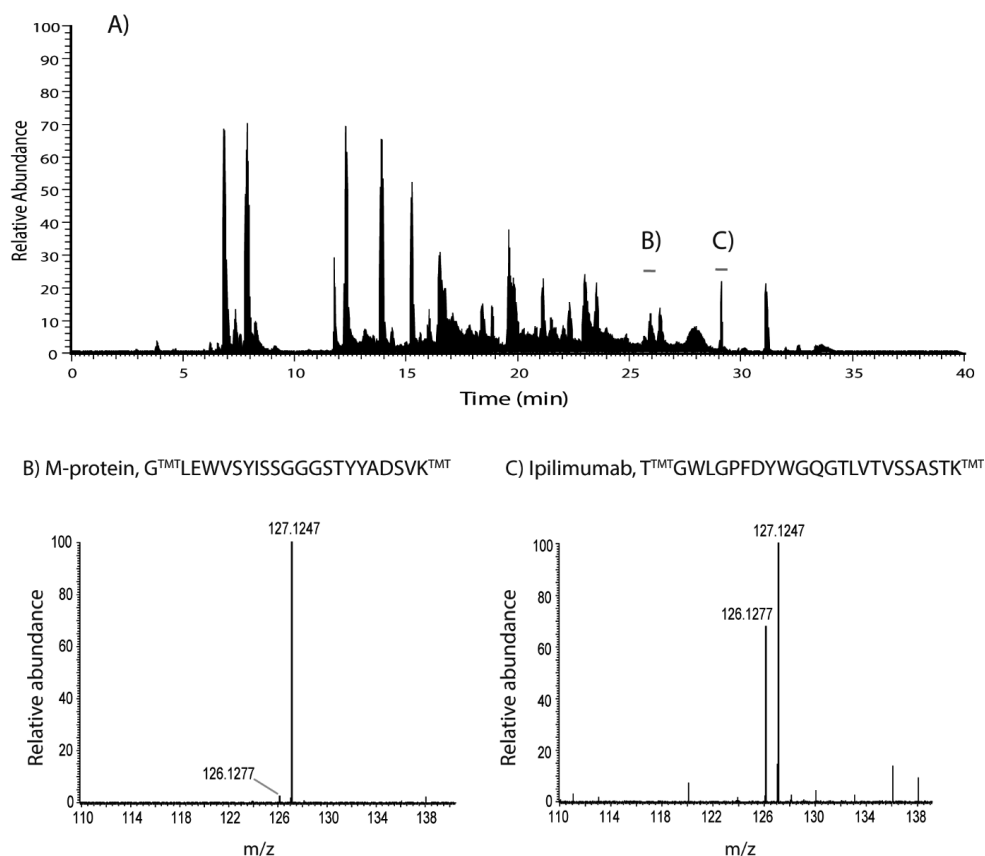 A)
100
90
80
70
60
50
40
30
20
10
0
Relative Abundance
B)
C)
0 5 10 15 20 25 30 35 40
Time (min)
B) M-protein, GᵀᴹᵀLEWVSYISSGGGSTYYADSVKᵀᴹᵀ
C) Ipilimumab, TᵀᴹᵀGWLGPFDYWGQGTLVTVSSASTKᵀᴹᵀ
127.1247
100
80
60
40
20
0
Relative abundance
126.1277
110 114 118 122 126 130 134 138
m/z
127.1247
100
80
60
40
20
0
Relative abundance
126.1277
110 114 118 122 126 130 134 138
m/z